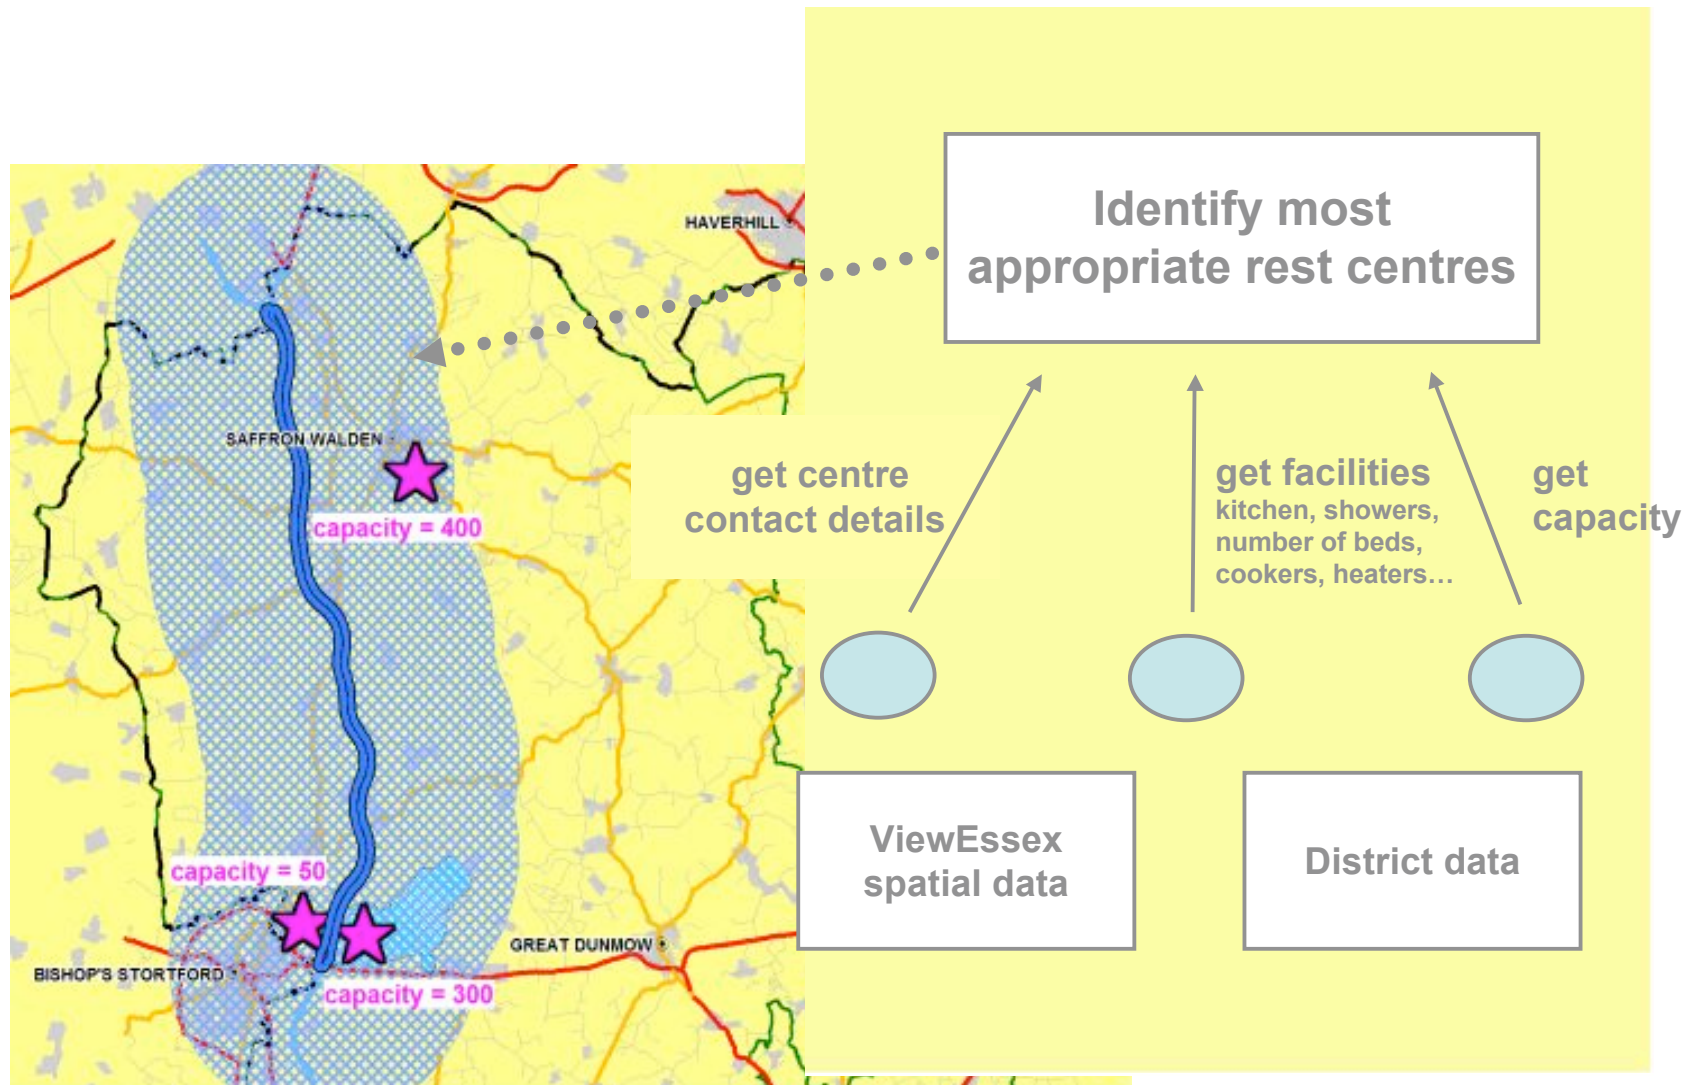 HAVERHILL
SAFFRON WALDEN
capacity = 400
capacity = 50
GREAT DUNMOW
BISHOP'S STORTFORD
capacity = 300
Identify most
appropriate rest centres
get centre
contact details
get facilities
kitchen, showers,
number of beds,
cookers, heaters…
get
capacity
ViewEssex
spatial data
District data